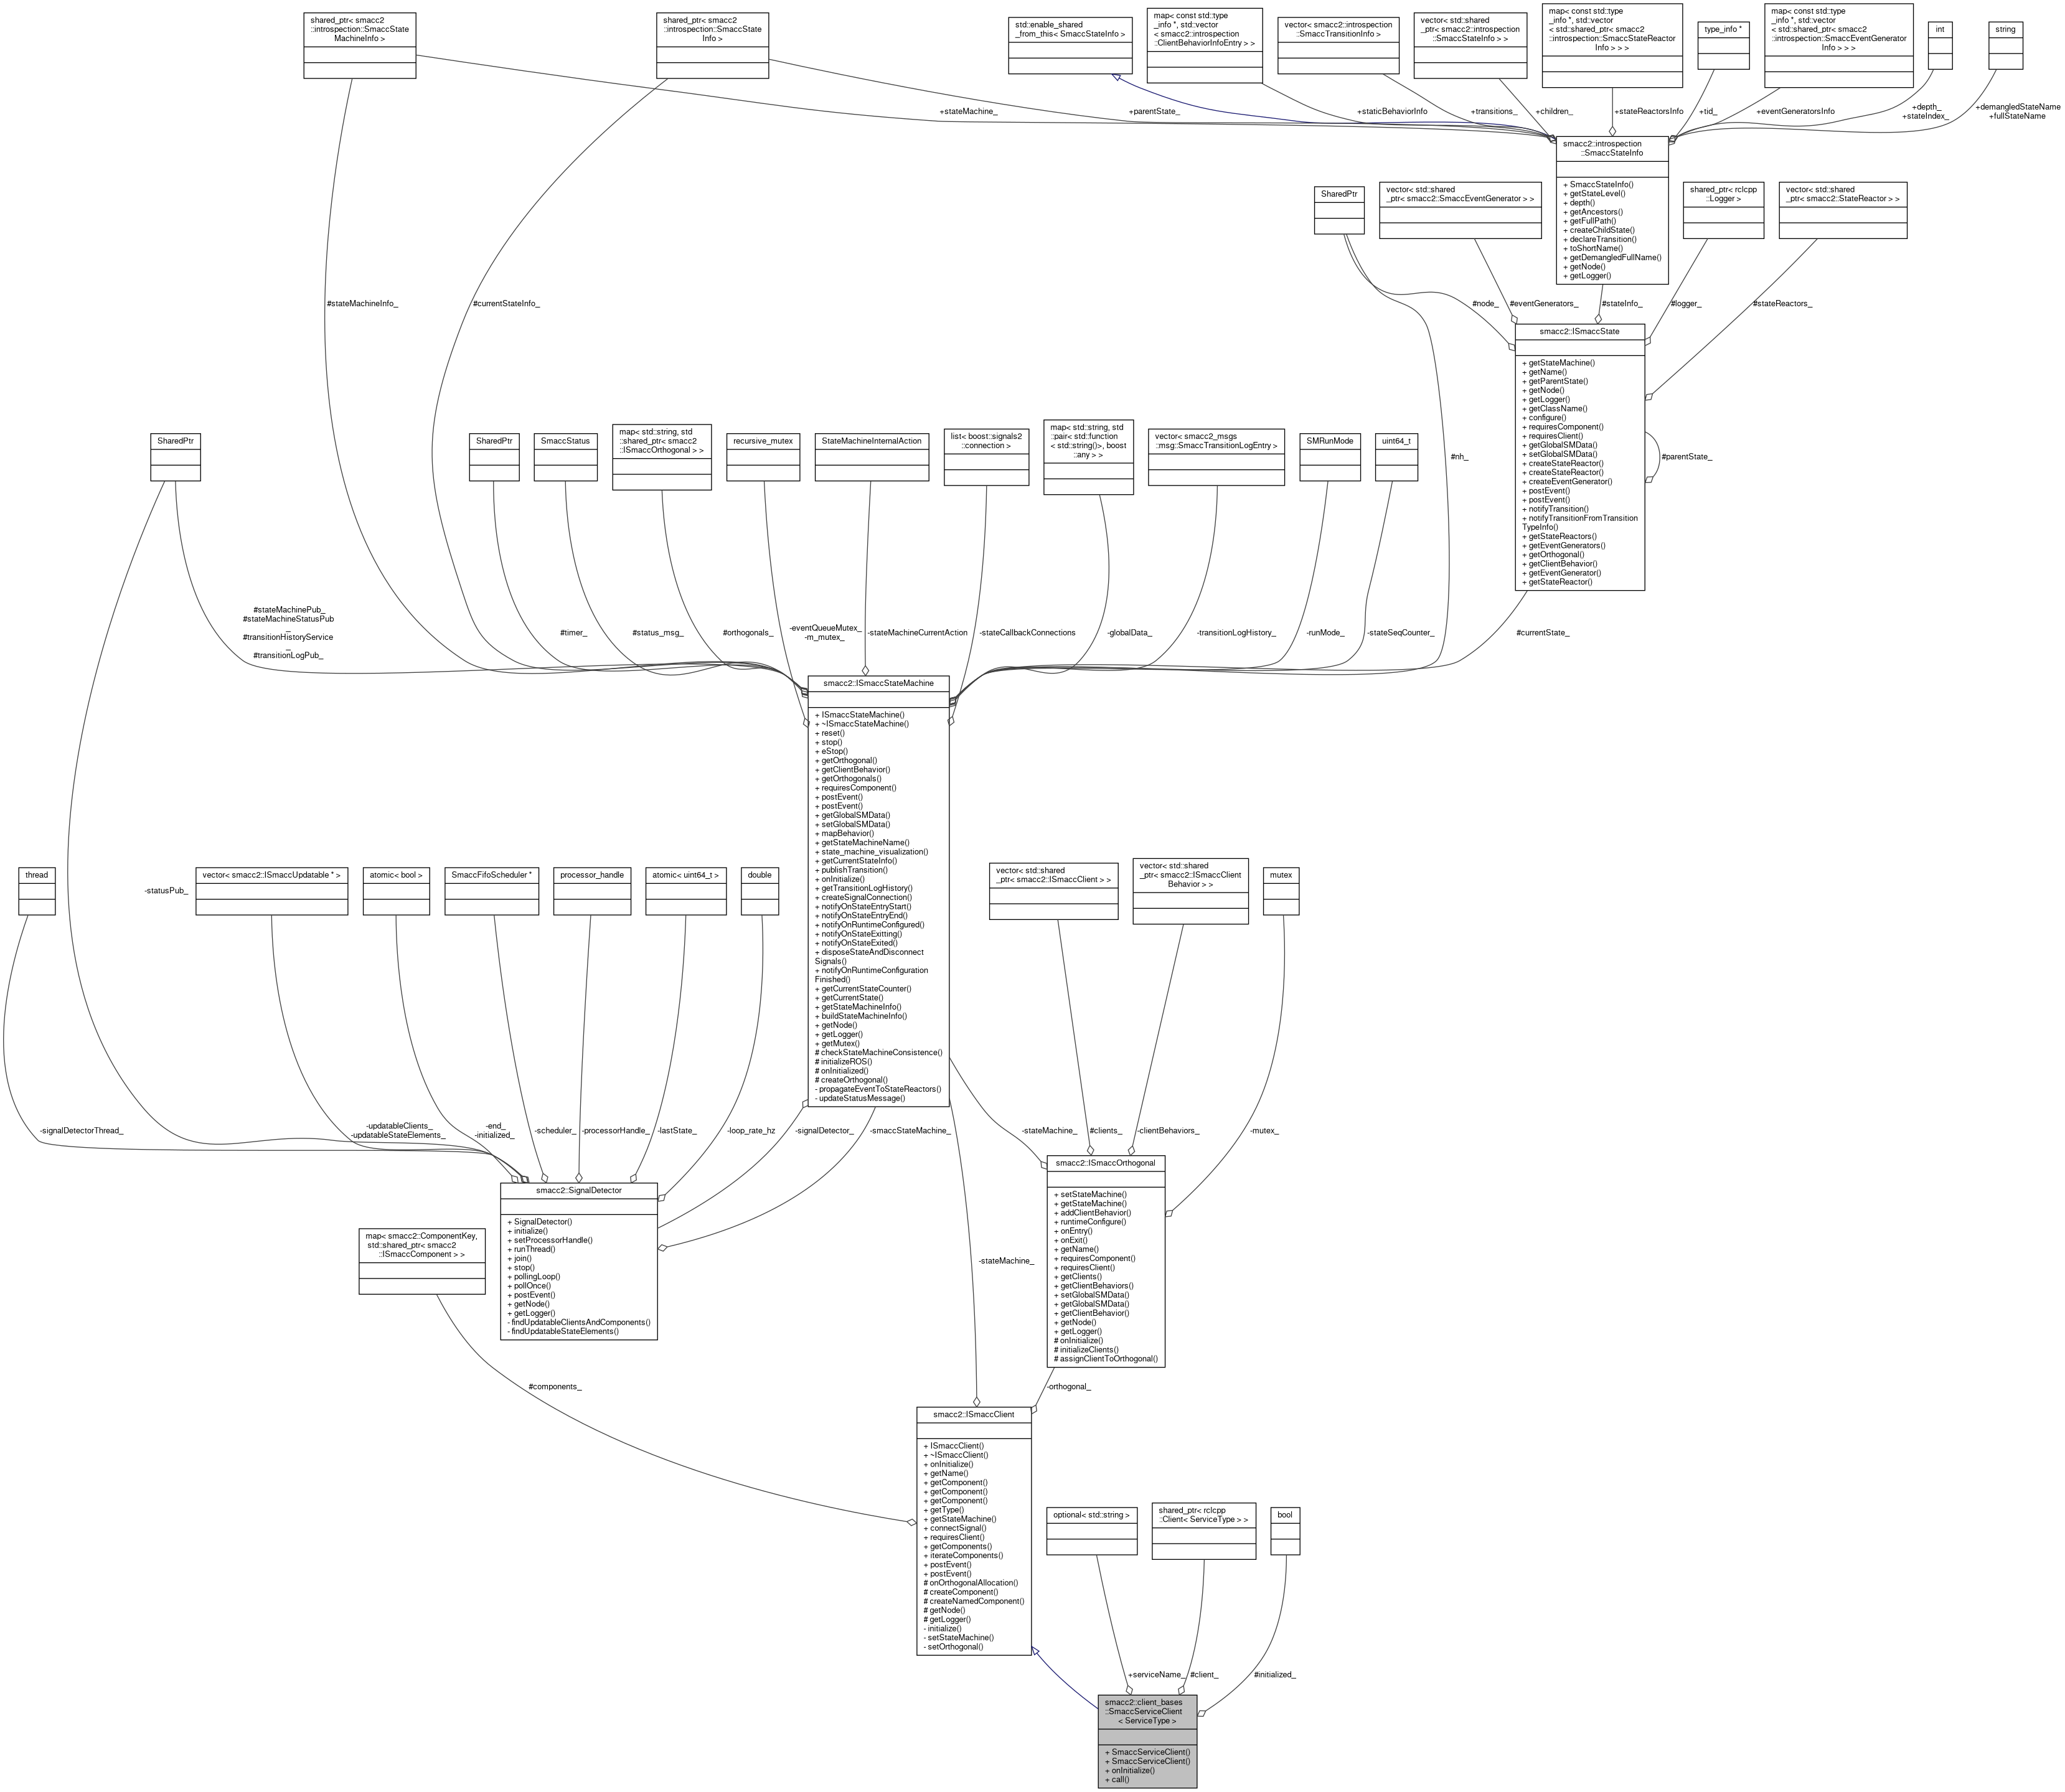 shared_ptr< smacc2
::introspection::SmaccState
MachineInfo >
shared_ptr< smacc2
::introspection::SmaccState
Info >
std::enable_shared
_from_this< SmaccStateInfo >
map< const std::type
_info *, std::vector
< smacc2::introspection
::ClientBehaviorInfoEntry > >
vector< smacc2::introspection
::SmaccTransitionInfo >
vector< std::shared
_ptr< smacc2::introspection
::SmaccStateInfo > >
map< const std::type
_info *, std::vector
< std::shared_ptr< smacc2
::introspection::SmaccStateReactor
Info > > >
type_info *
map< const std::type
_info *, std::vector
< std::shared_ptr< smacc2
::introspection::SmaccEventGenerator
Info > > >
int
string
+stateMachine_
+parentState_
+staticBehaviorInfo
+transitions_
+children_
+stateReactorsInfo
+tid_
+eventGeneratorsInfo
+depth_
+stateIndex_
+demangledStateName
+fullStateName
smacc2::introspection
::SmaccStateInfo
+ SmaccStateInfo()
+ getStateLevel()
+ depth()
+ getAncestors()
+ getFullPath()
+ createChildState()
+ declareTransition()
+ toShortName()
+ getDemangledFullName()
+ getNode()
+ getLogger()
SharedPtr
vector< std::shared
_ptr< smacc2::SmaccEventGenerator > >
shared_ptr< rclcpp
::Logger >
vector< std::shared
_ptr< smacc2::StateReactor > >
#stateMachineInfo_
#currentStateInfo_
#node_
#eventGenerators_
#stateInfo_
#logger_
#stateReactors_
smacc2::ISmaccState
+ getStateMachine()
+ getName()
+ getParentState()
+ getNode()
+ getLogger()
+ getClassName()
+ configure()
+ requiresComponent()
+ requiresClient()
+ getGlobalSMData()
+ setGlobalSMData()
+ createStateReactor()
+ createStateReactor()
+ createEventGenerator()
+ postEvent()
+ postEvent()
+ notifyTransition()
+ notifyTransitionFromTransition
TypeInfo()
+ getStateReactors()
+ getEventGenerators()
+ getOrthogonal()
+ getClientBehavior()
+ getEventGenerator()
+ getStateReactor()
#parentState_
#nh_
SharedPtr
SharedPtr
SmaccStatus
map< std::string, std
::shared_ptr< smacc2
::ISmaccOrthogonal > >
recursive_mutex
StateMachineInternalAction
list< boost::signals2
::connection >
map< std::string, std
::pair< std::function
< std::string()>, boost
::any > >
vector< smacc2_msgs
::msg::SmaccTransitionLogEntry >
SMRunMode
uint64_t
#stateMachinePub_
#stateMachineStatusPub
_
#transitionHistoryService
_
#transitionLogPub_
#timer_
#status_msg_
#orthogonals_
-eventQueueMutex_
-m_mutex_
-stateMachineCurrentAction
-stateCallbackConnections
-globalData_
-transitionLogHistory_
-runMode_
-stateSeqCounter_
#currentState_
smacc2::ISmaccStateMachine
+ ISmaccStateMachine()
+ ~ISmaccStateMachine()
+ reset()
+ stop()
+ eStop()
+ getOrthogonal()
+ getClientBehavior()
+ getOrthogonals()
+ requiresComponent()
+ postEvent()
+ postEvent()
+ getGlobalSMData()
+ setGlobalSMData()
+ mapBehavior()
+ getStateMachineName()
+ state_machine_visualization()
+ getCurrentStateInfo()
+ publishTransition()
+ onInitialize()
+ getTransitionLogHistory()
+ createSignalConnection()
+ notifyOnStateEntryStart()
+ notifyOnStateEntryEnd()
+ notifyOnRuntimeConfigured()
+ notifyOnStateExitting()
+ notifyOnStateExited()
+ disposeStateAndDisconnect
Signals()
+ notifyOnRuntimeConfiguration
Finished()
+ getCurrentStateCounter()
+ getCurrentState()
+ getStateMachineInfo()
+ buildStateMachineInfo()
+ getNode()
+ getLogger()
+ getMutex()
# checkStateMachineConsistence()
# initializeROS()
# onInitialized()
# createOrthogonal()
- propagateEventToStateReactors()
- updateStatusMessage()
-statusPub_
thread
vector< smacc2::ISmaccUpdatable * >
atomic< bool >
SmaccFifoScheduler *
processor_handle
atomic< uint64_t >
double
vector< std::shared
_ptr< smacc2::ISmaccClient > >
vector< std::shared
_ptr< smacc2::ISmaccClient
Behavior > >
mutex
-signalDetectorThread_
-updatableClients_
-updatableStateElements_
-end_
-initialized_
-scheduler_
-processorHandle_
-lastState_
-loop_rate_hz
-signalDetector_
-smaccStateMachine_
-stateMachine_
#clients_
-clientBehaviors_
-mutex_
smacc2::SignalDetector
+ SignalDetector()
+ initialize()
+ setProcessorHandle()
+ runThread()
+ join()
+ stop()
+ pollingLoop()
+ pollOnce()
+ postEvent()
+ getNode()
+ getLogger()
- findUpdatableClientsAndComponents()
- findUpdatableStateElements()
smacc2::ISmaccOrthogonal
+ setStateMachine()
+ getStateMachine()
+ addClientBehavior()
+ runtimeConfigure()
+ onEntry()
+ onExit()
+ getName()
+ requiresComponent()
+ requiresClient()
+ getClients()
+ getClientBehaviors()
+ setGlobalSMData()
+ getGlobalSMData()
+ getClientBehavior()
+ getNode()
+ getLogger()
# onInitialize()
# initializeClients()
# assignClientToOrthogonal()
map< smacc2::ComponentKey,
std::shared_ptr< smacc2
::ISmaccComponent > >
-stateMachine_
#components_
-orthogonal_
smacc2::ISmaccClient
+ ISmaccClient()
+ ~ISmaccClient()
+ onInitialize()
+ getName()
+ getComponent()
+ getComponent()
+ getComponent()
+ getType()
+ getStateMachine()
+ connectSignal()
+ requiresClient()
+ getComponents()
+ iterateComponents()
+ postEvent()
+ postEvent()
# onOrthogonalAllocation()
# createComponent()
# createNamedComponent()
# getNode()
# getLogger()
- initialize()
- setStateMachine()
- setOrthogonal()
optional< std::string >
shared_ptr< rclcpp
::Client< ServiceType > >
bool
+serviceName_
#client_
#initialized_
smacc2::client_bases
::SmaccServiceClient
< ServiceType >
+ SmaccServiceClient()
+ SmaccServiceClient()
+ onInitialize()
+ call()